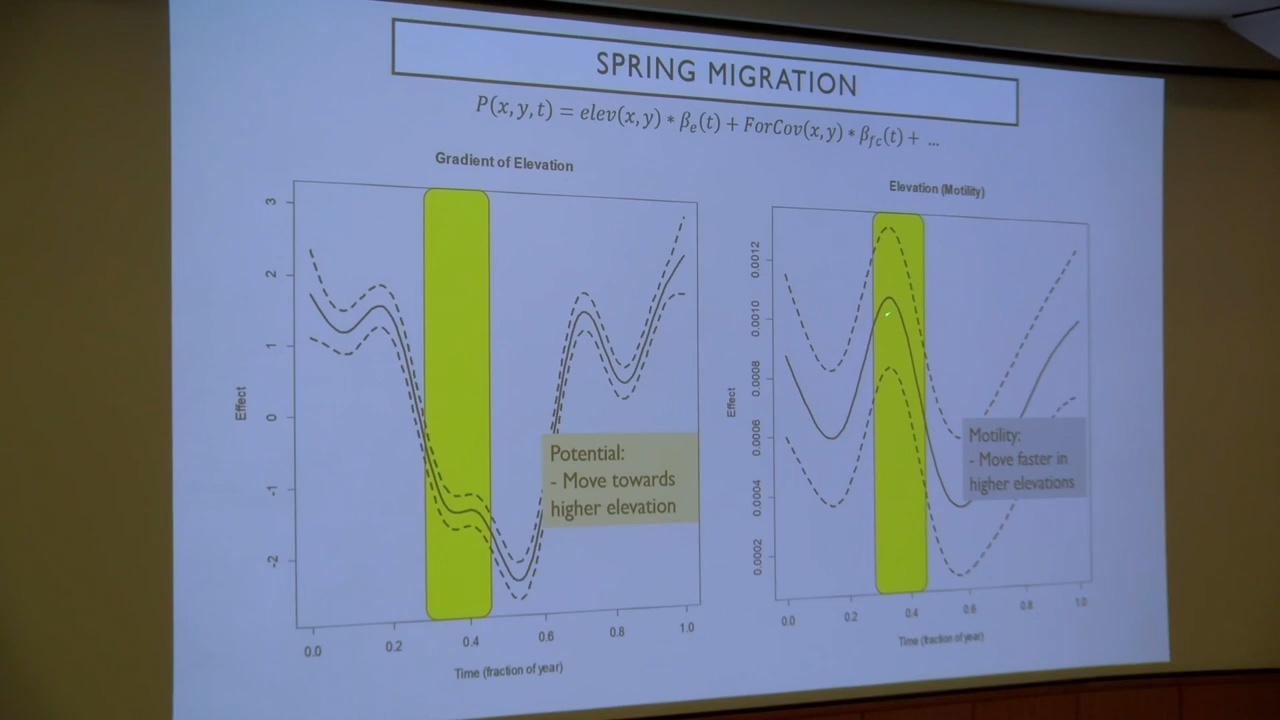 SPRING MIGRATION
P(x, y, t) = elev(x, y) * βe(t) + ForCov(x, y) * βfc(t) + ...
Gradient of Elevation
3
2
1
0
-1
-2
Effect
0.0
0.2
0.4
0.6
0.8
1.0
Time (fraction of year)
Potential:
- Move towards
higher elevation
Elevation (Motility)
0.0012
0.0010
0.0008
0.0006
0.0004
0.0002
Effect
0.0
0.2
0.4
0.6
0.8
1.0
Time (fraction of year)
Motility:
- Move faster in
higher elevations